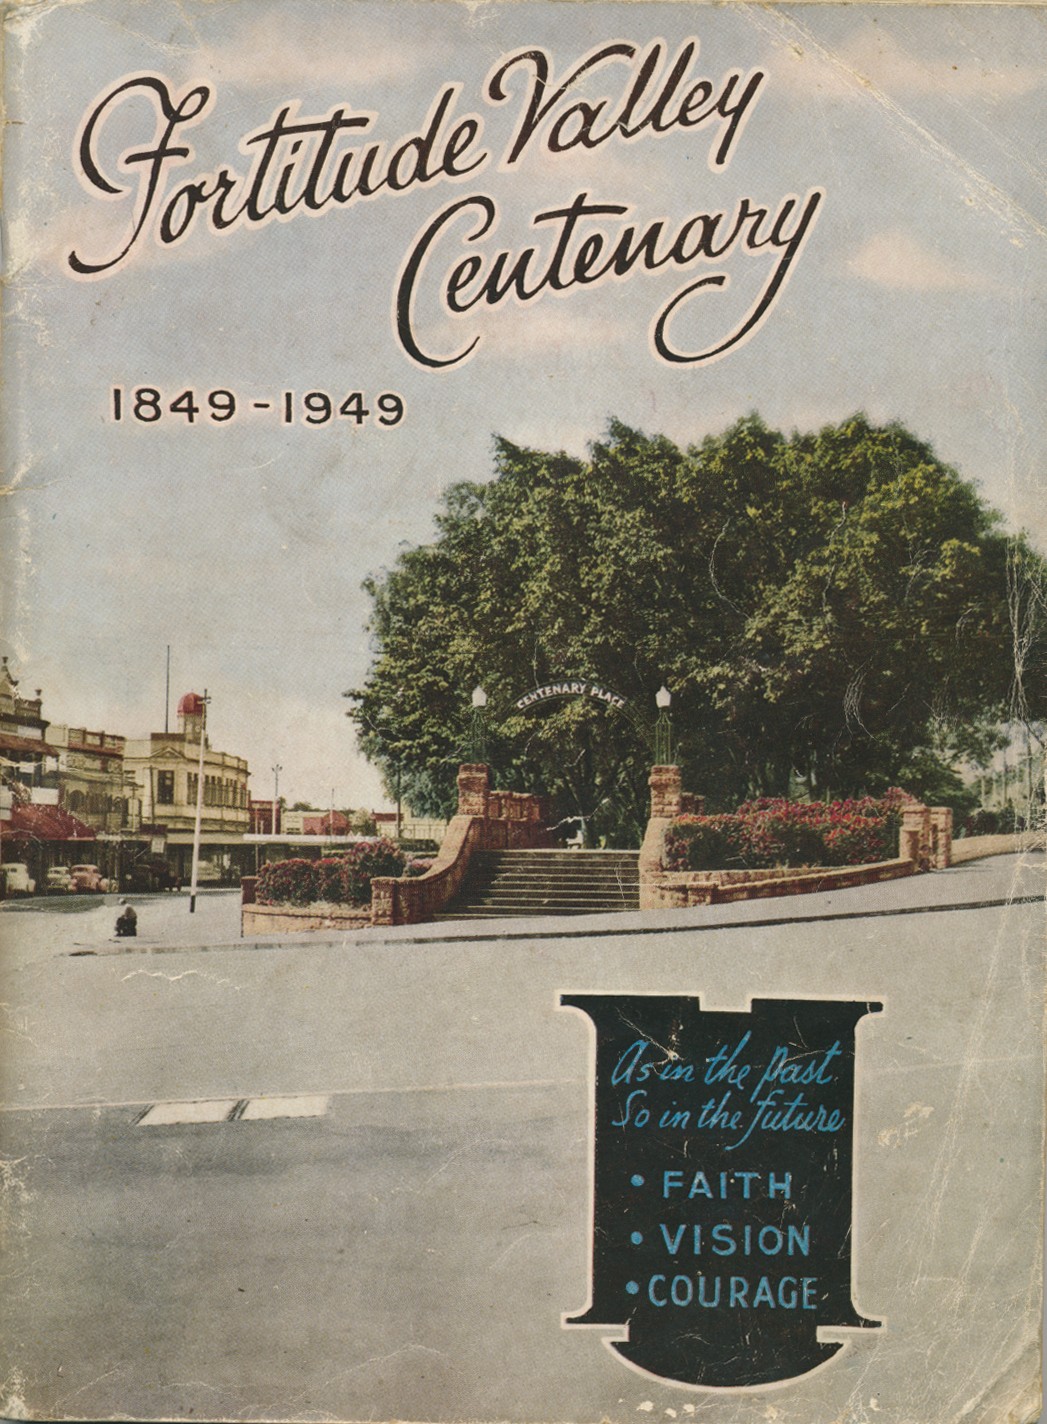 Fortitude Valley
Centenary
1849-1949
CENTENARY PLACE
As in the past
So in the future
• FAITH
• VISION
• COURAGE